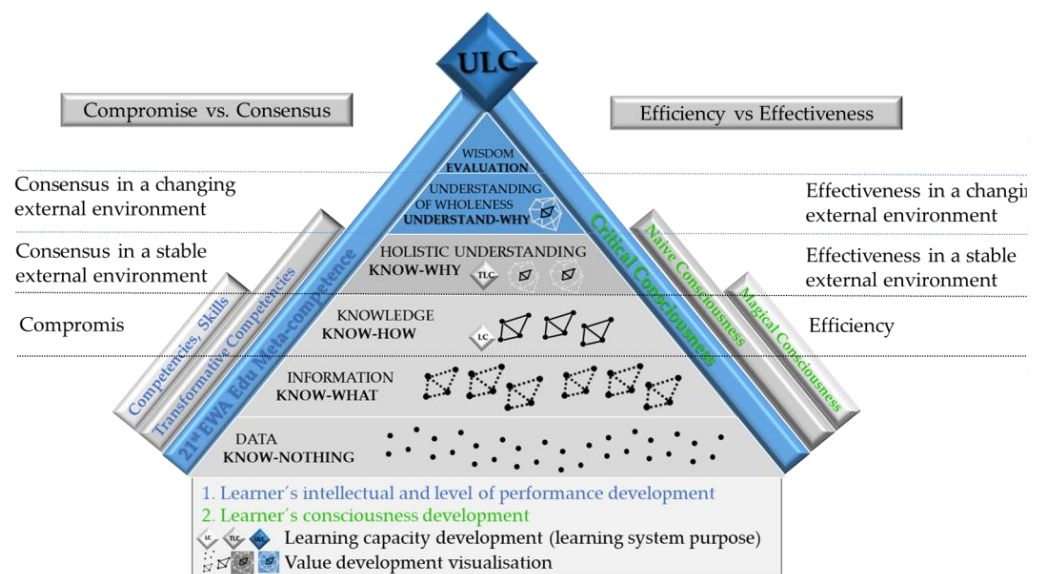 ULC
Compromise vs. Consensus
Efficiency vs Effectiveness
WISDOM
EVALUATION
Consensus in a changing
external environment
UNDERSTANDING
OF WHOLENESS
UNDERSTAND-WHY
Effectiveness in a changi
external environment
Consensus in a stable
external environment
HOLISTIC UNDERSTANDING
KNOW-WHY
TLC
Effectiveness in a stable
external environment
Compromis
KNOWLEDGE
KNOW-HOW
LC
Efficiency
INFORMATION
KNOW-WHAT
DATA
KNOW-NOTHING
Competencies, Skills
Transformative Competencies
21st EWA Edu Meta-competence
Critical Consciousness
Naive Consciousness
Magical Consciousness
1. Learner´s intellectual and level of performance development
2. Learner´s consciousness development
LC TLC ULC Learning capacity development (learning system purpose)
Value development visualisation